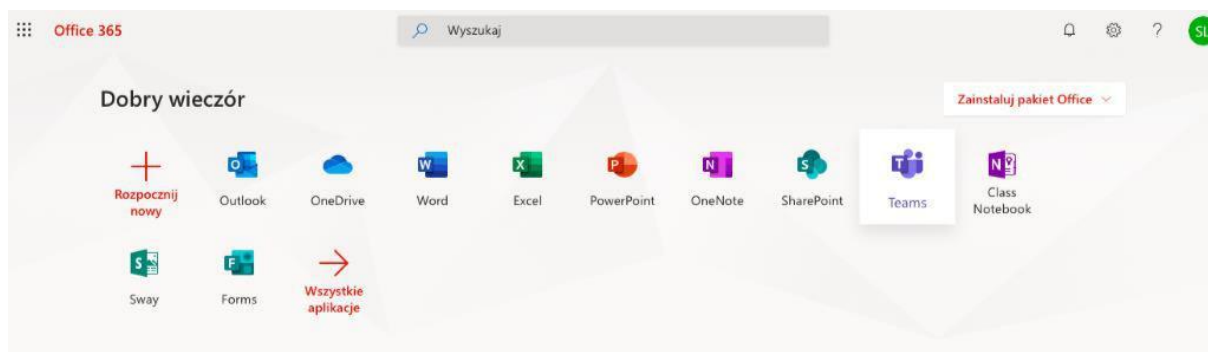 Office 365
Wyszukaj
SL
Dobry wieczór
Zainstaluj pakiet Office
Rozpocznij
nowy
Outlook
OneDrive
Word
Excel
PowerPoint
OneNote
SharePoint
Teams
Class
Notebook
Sway
Forms
Wszystkie
aplikacje